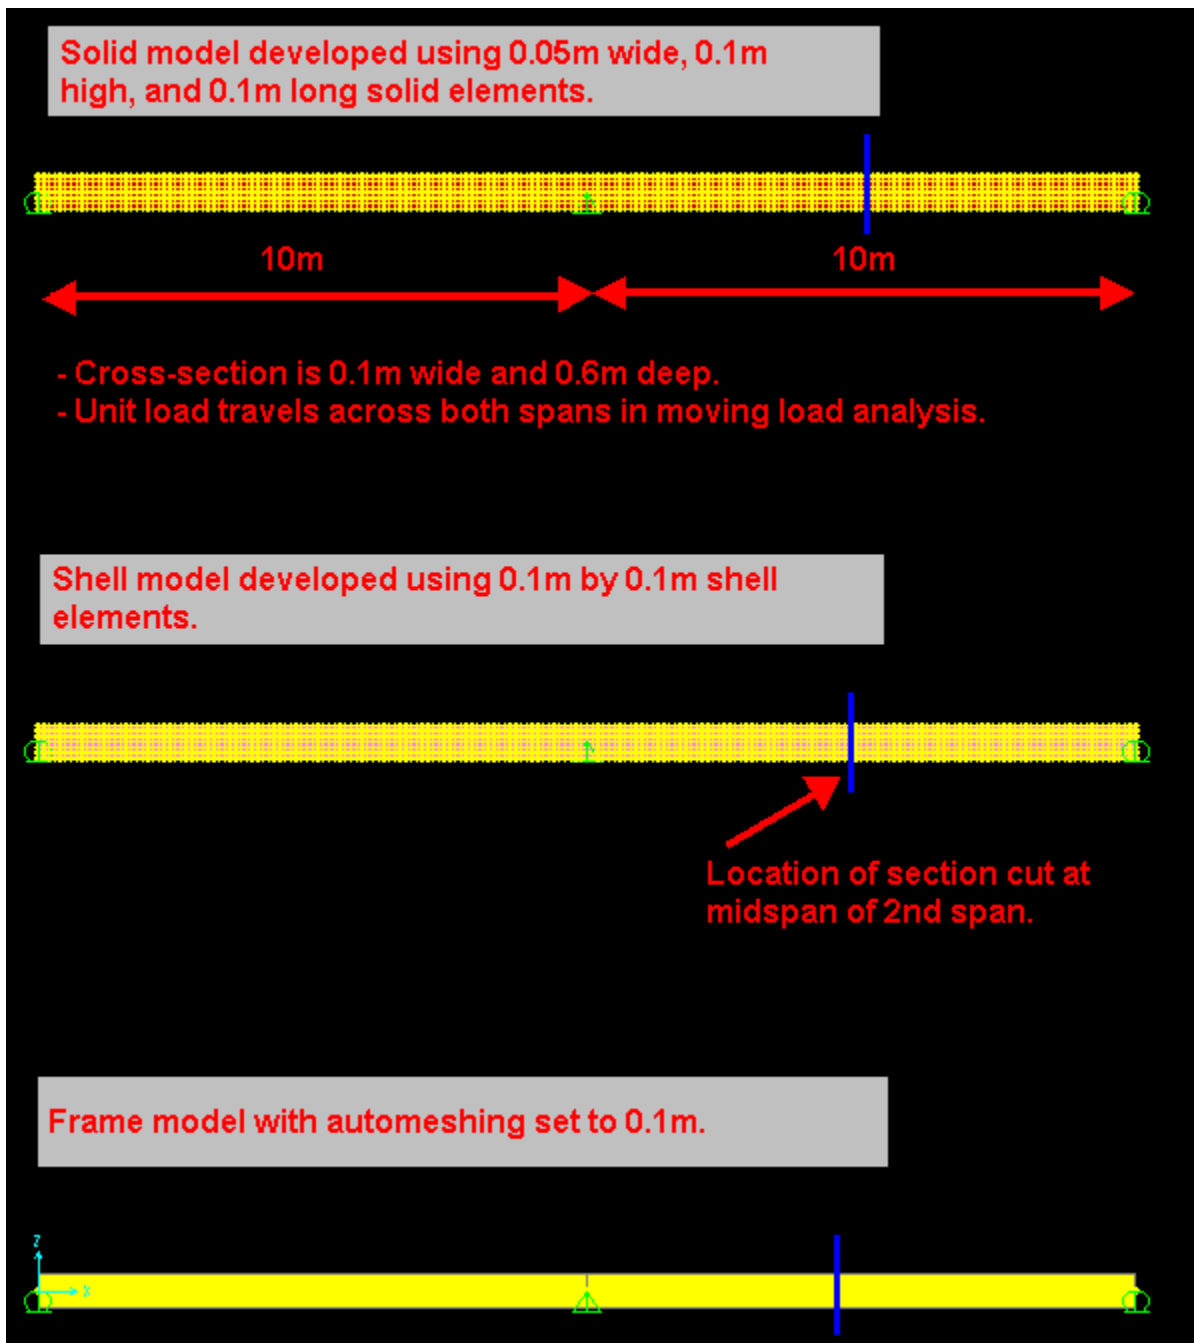 Solid model developed using 0.05m wide, 0.1m
high, and 0.1m long solid elements.
10m
10m
- Cross-section is 0.1m wide and 0.6m deep.
- Unit load travels across both spans in moving load analysis.
Shell model developed using 0.1m by 0.1m shell
elements.
Location of section cut at
midspan of 2nd span.
Frame model with automeshing set to 0.1m.
Z
X